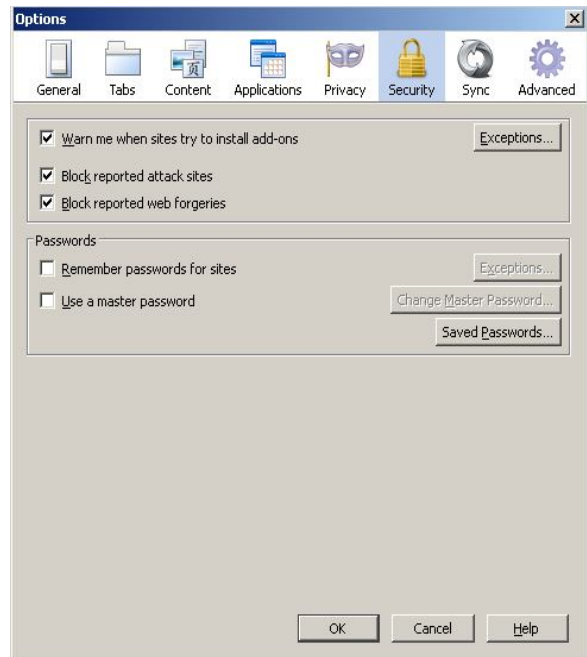 Options
General Tabs Content Applications Privacy Security Sync Advanced
页
Warn me when sites try to install add-ons Exceptions...
Block reported attack sites
Block reported web forgeries
Passwords
Remember passwords for sites Exceptions...
Use a master password Change Master Password...
Saved Passwords...
OK Cancel Help